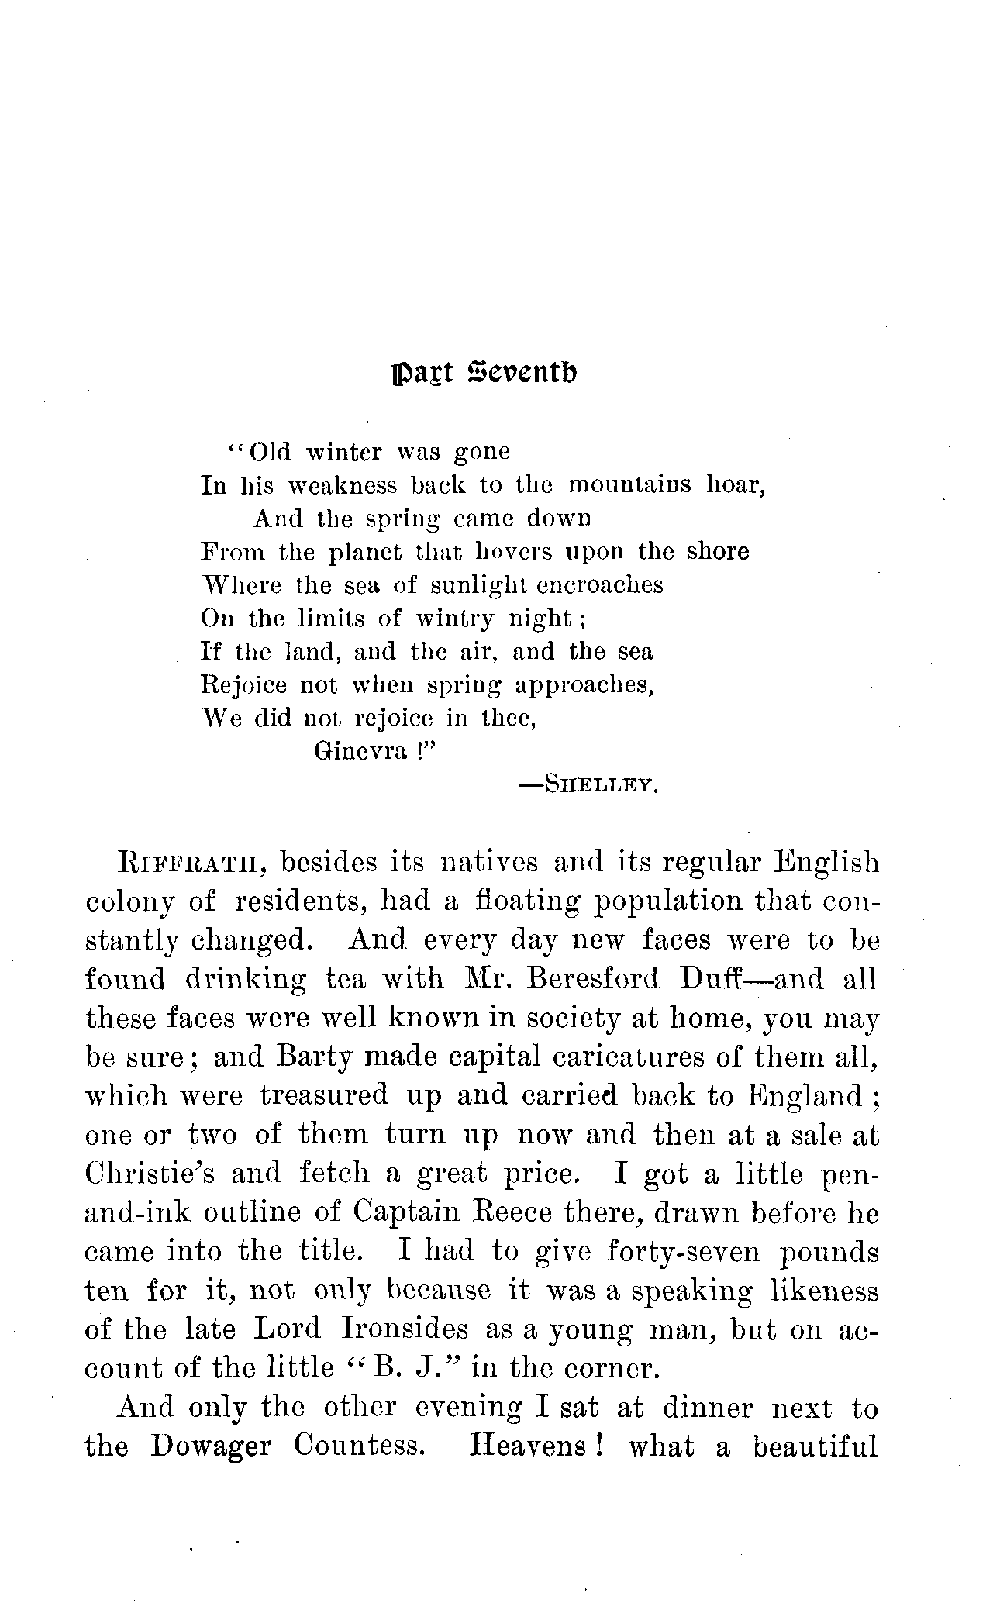 Part Seventh
"Old winter was gone
In his weakness back to the mountains hoar,
And the spring came down
From the planet that hovers upon the shore
Where the sea of sunlight encroaches
On the limits of wintry night;
If the land, and the air, and the sea
Rejoice not when spring approaches,
We did not rejoice in thee,
Ginevra!"
—SHELLEY.
RIFFRATH, besides its natives and its regular English
colony of residents, had a floating population that con-
stantly changed. And every day new faces were to be
found drinking tea with Mr. Beresford Duff—and all
these faces were well known in society at home, you may
be sure; and Barty made capital caricatures of them all,
which were treasured up and carried back to England;
one or two of them turn up now and then at a sale at
Christie's and fetch a great price. I got a little pen-
and-ink outline of Captain Reece there, drawn before he
came into the title. I had to give forty-seven pounds
ten for it, not only because it was a speaking likeness
of the late Lord Ironsides as a young man, but on ac-
count of the little "B. J." in the corner.
And only the other evening I sat at dinner next to
the Dowager Countess. Heavens! what a beautiful